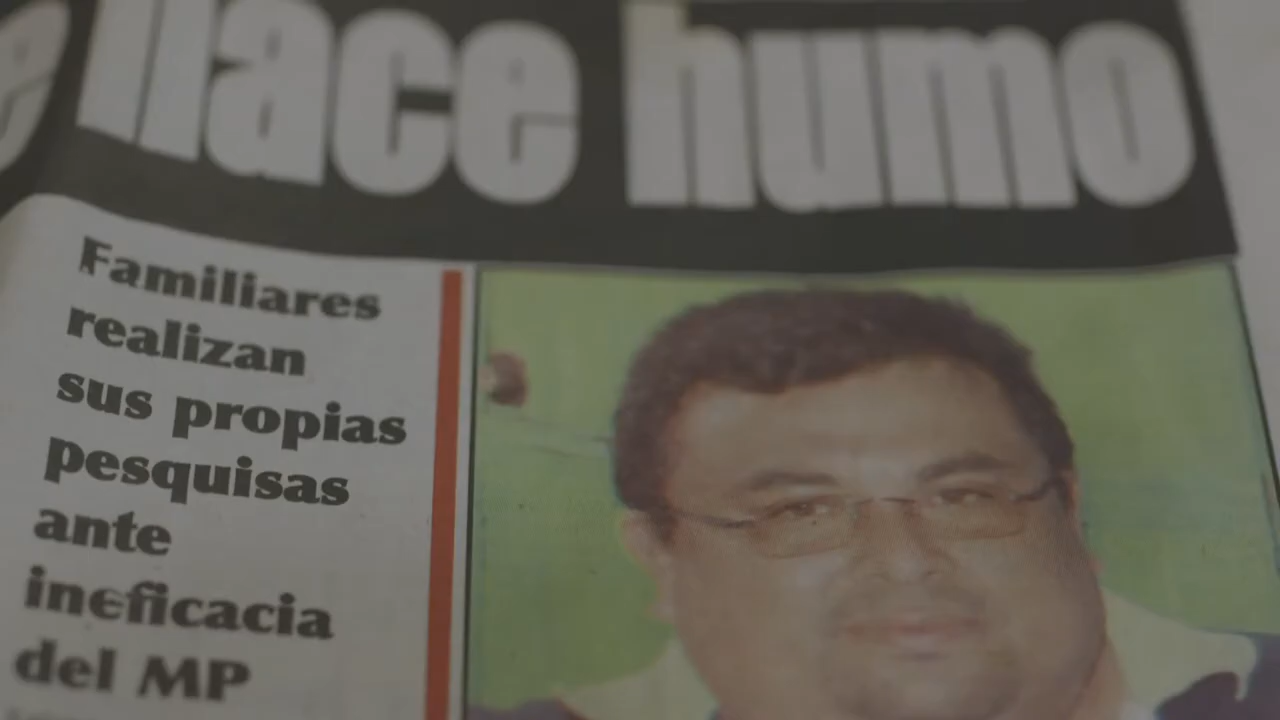 hace humo
Familiares
realizan
sus propias
pesquisas
ante
ineficacia
del MP